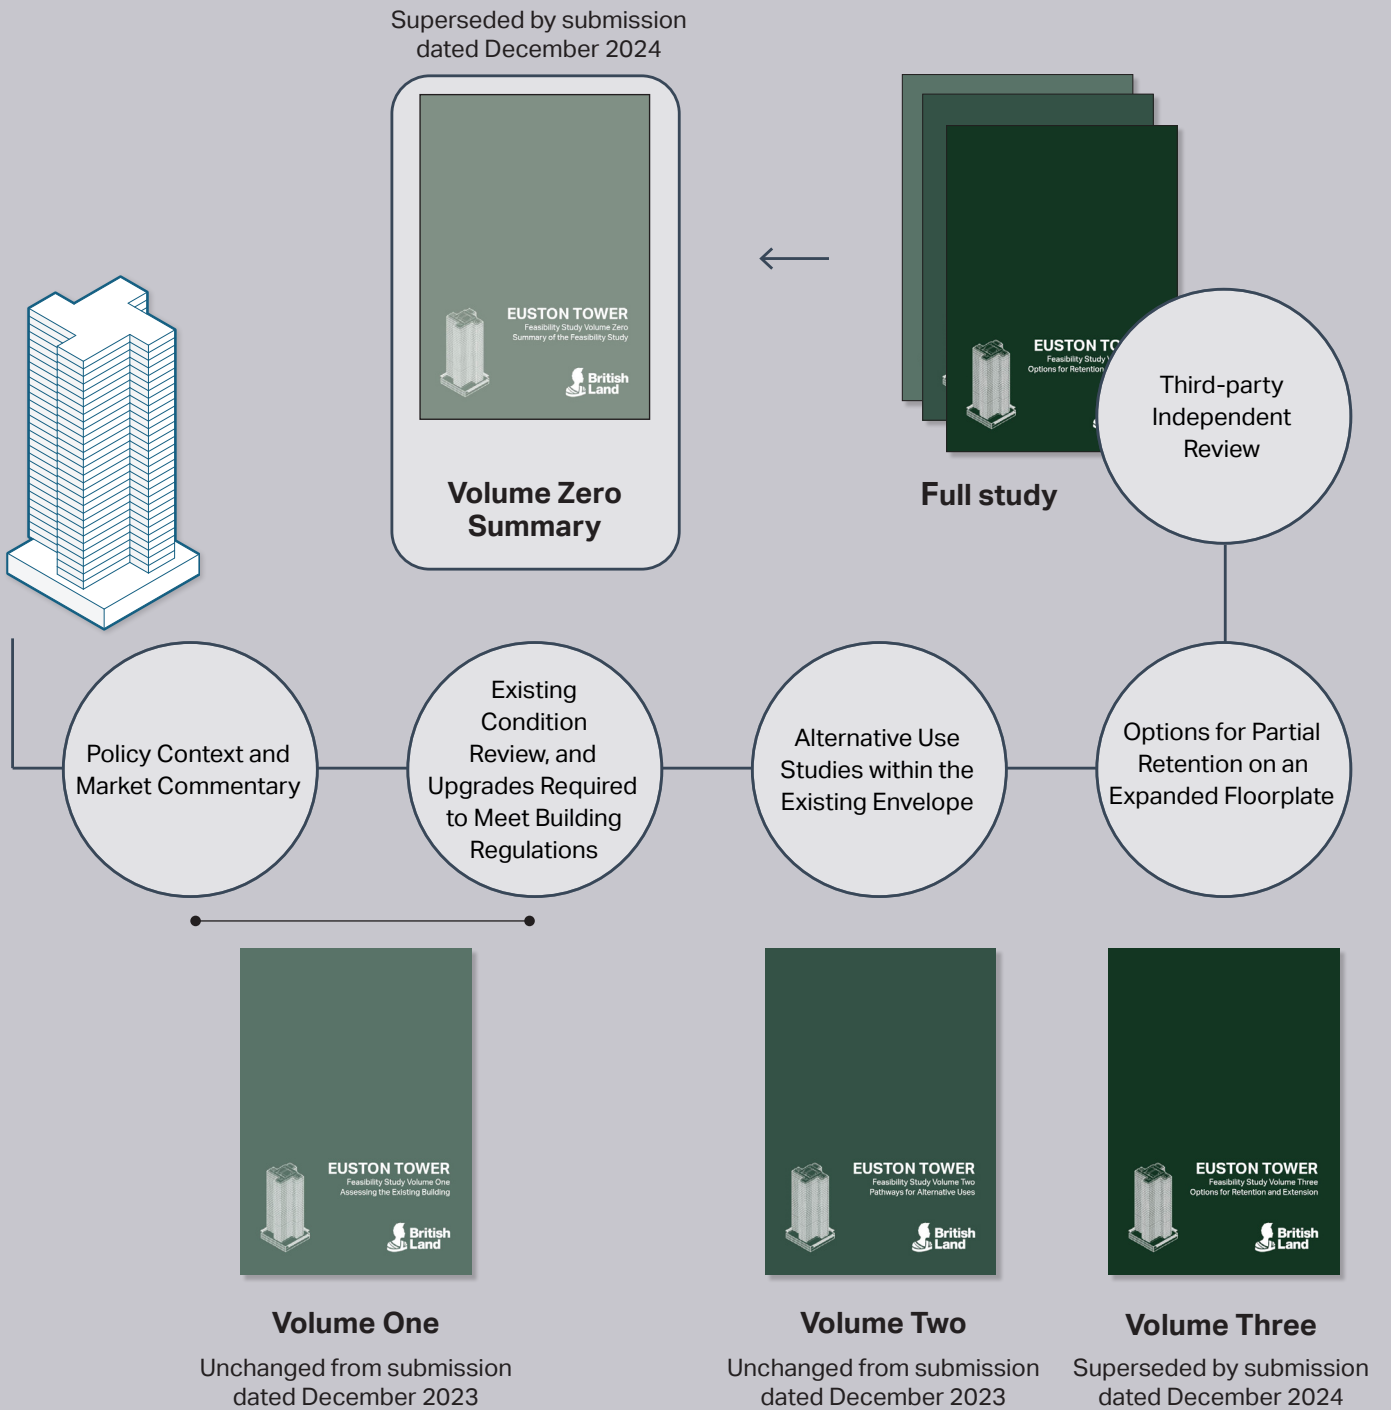 Superseded by submission
dated December 2024
EUSTON TOWER
Feasibility Study Volume Zero
Summary of the Feasibility Study
British
Land
Volume Zero
Summary
EUSTON TO
Feasibility Study
Options for Retention
Full study
Third-party
Independent
Review
Policy Context and
Market Commentary
Existing
Condition
Review, and
Upgrades Required
to Meet Building
Regulations
Alternative Use
Studies within the
Existing Envelope
Options for Partial
Retention on an
Expanded Floorplate
EUSTON TOWER
Feasibility Study Volume One
Assessing the Existing Building
British
Land
Volume One
Unchanged from submission
dated December 2023
EUSTON TOWER
Feasibility Study Volume Two
Pathways for Alternative Uses
British
Land
Volume Two
Unchanged from submission
dated December 2023
EUSTON TOWER
Feasibility Study Volume Three
Options for Retention and Extension
British
Land
Volume Three
Superseded by submission
dated December 2024